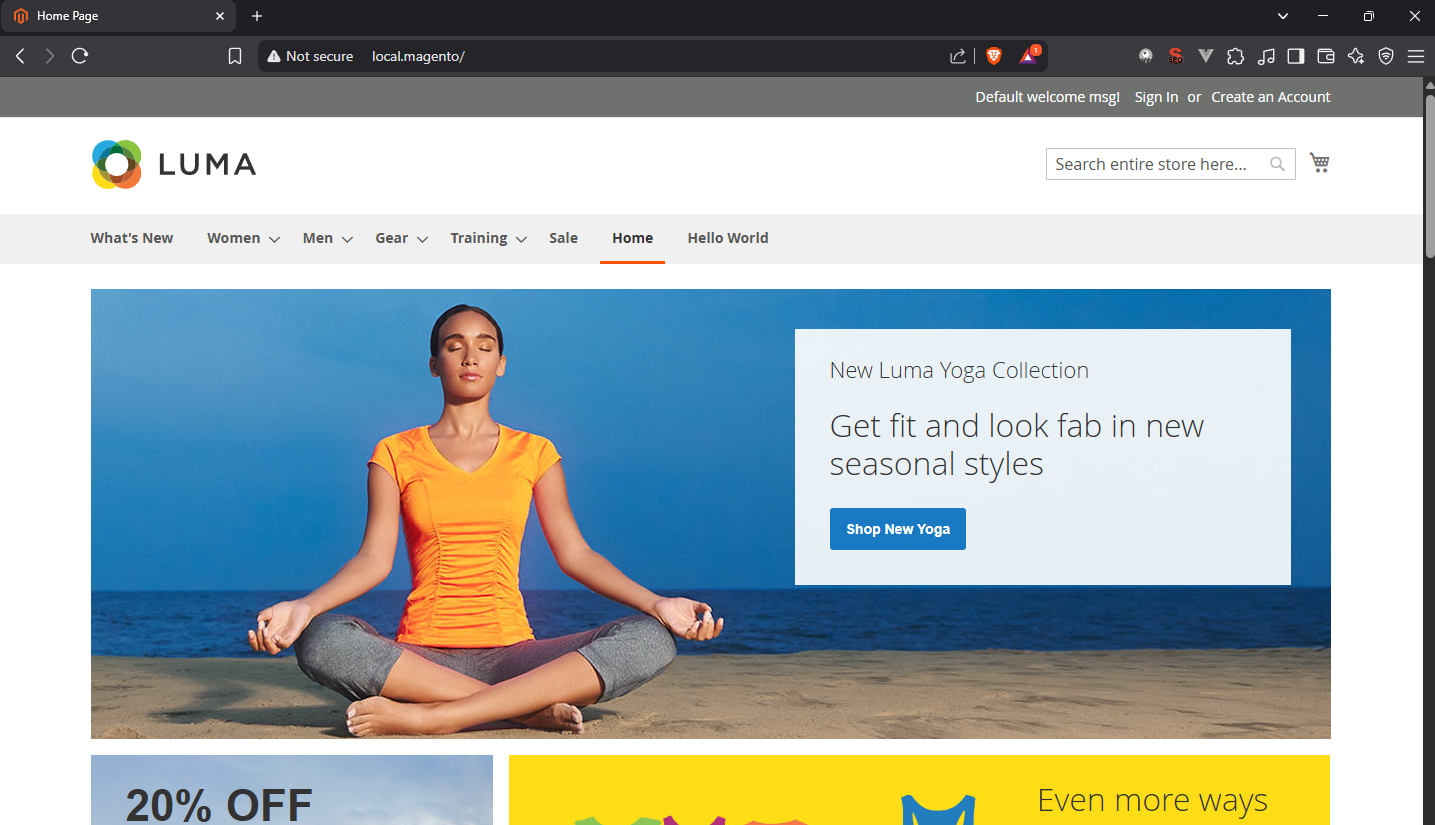 Home Page
Not secure local.magento/
1
SEO
Default welcome msg! Sign In or Create an Account
LUMA
Search entire store here...
What's New Women Men Gear Training Sale Home Hello World
New Luma Yoga Collection
Get fit and look fab in new
seasonal styles
Shop New Yoga
20% OFF
Even more ways